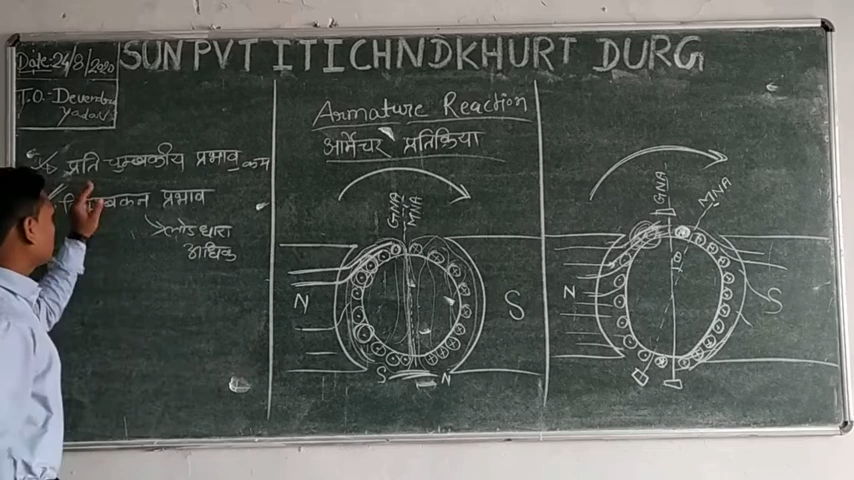 SUN PVT ITI CHNDKHURI DURG
Date:- 24/8/2020
T.O.- Devendra
Yadav
Armature Reaction
आर्मेचर प्रतिक्रिया
प्रति चुम्बकीय प्रभाव कम
प्रभाव
लोड धारा
अधिक
GNA
MNA
N
S
S
N
GNA
MNA
N
S